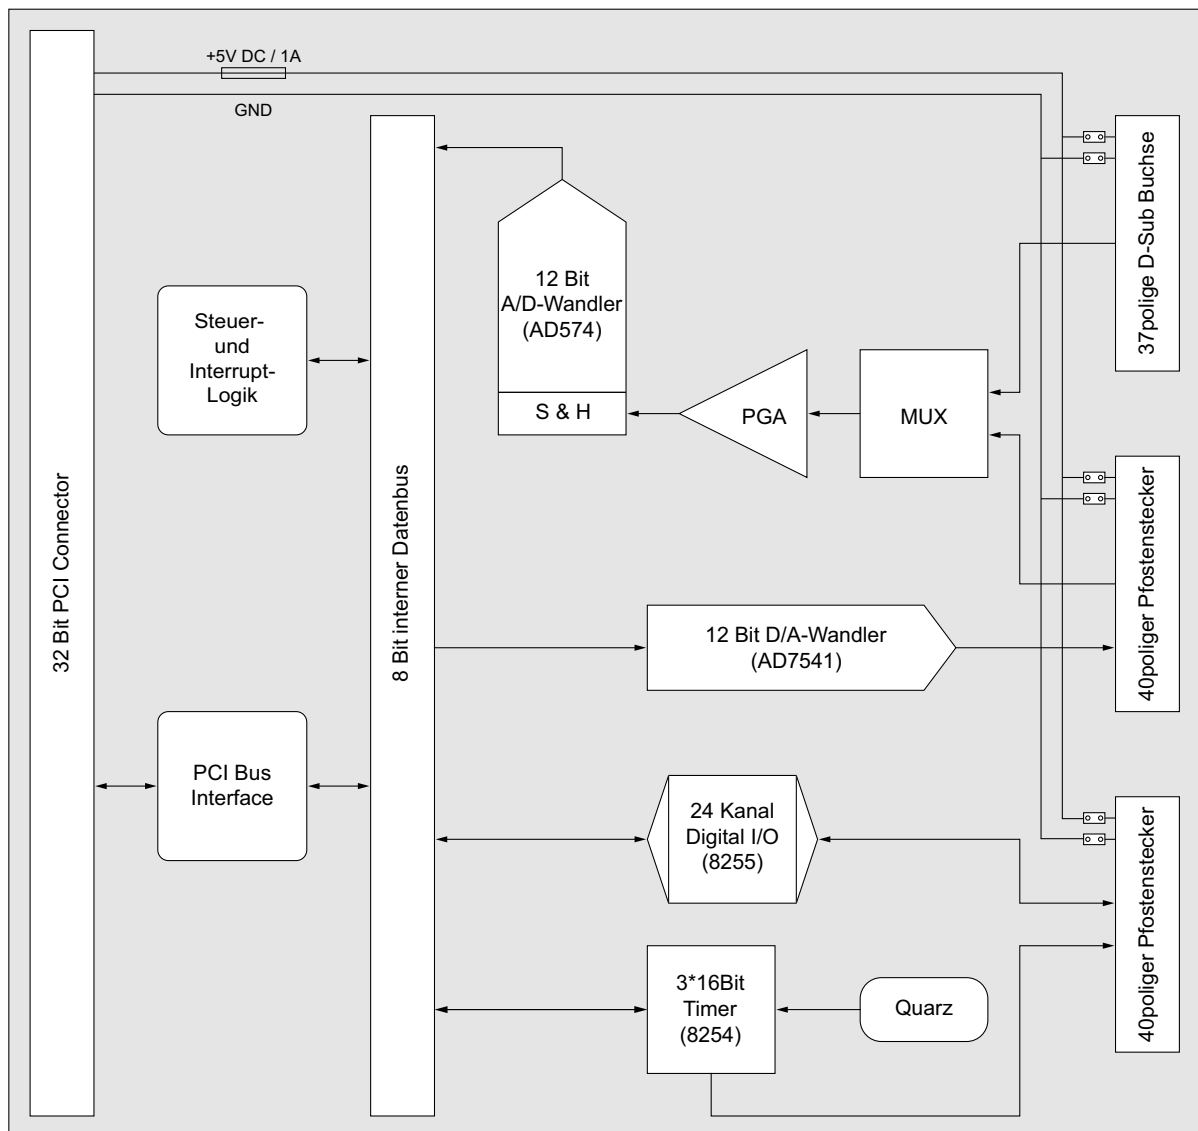 +5V DC / 1A
GND
32 Bit PCI Connector
Steuer-
und
Interrupt-
Logik
PCI Bus
Interface
8 Bit interner Datenbus
12 Bit
A/D-Wandler
(AD574)
S & H
PGA
MUX
37polige D-Sub Buchse
40poliger Pfostenstecker
12 Bit D/A-Wandler
(AD7541)
24 Kanal
Digital I/O
(8255)
3*16Bit
Timer
(8254)
Quarz
40poliger Pfostenstecker